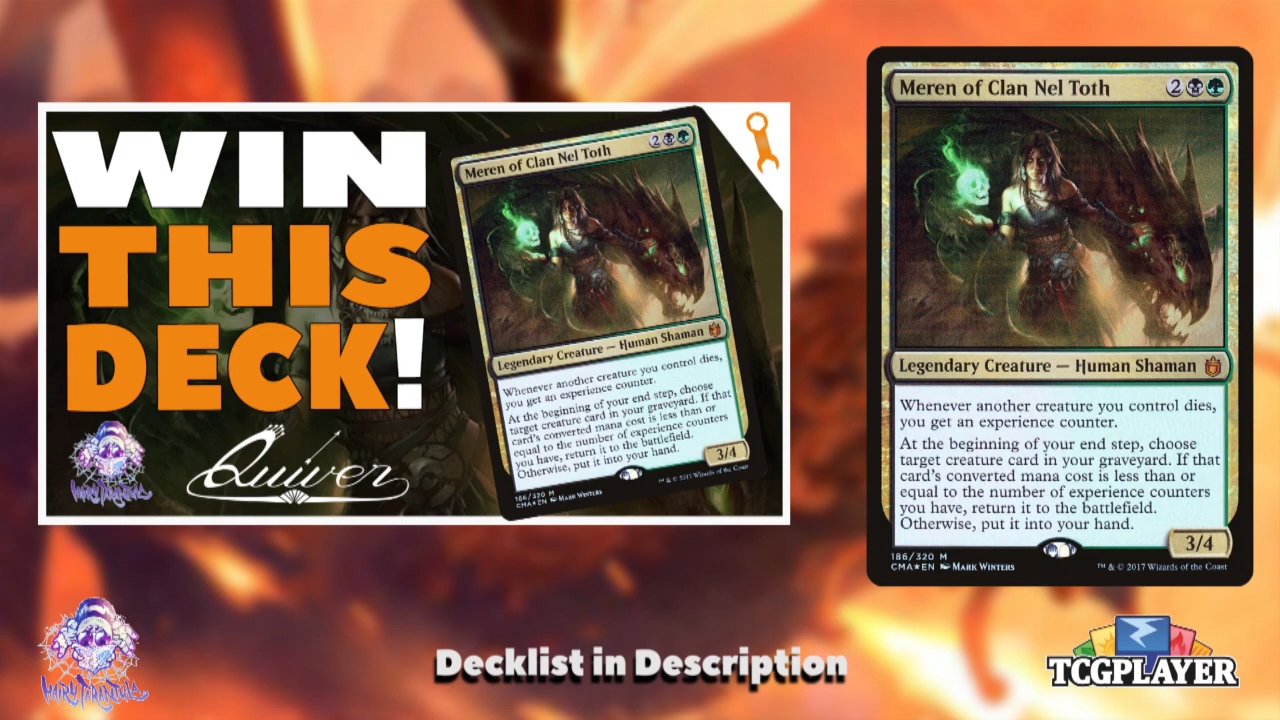 WIN
THIS
DECK!
HAIRY TARANTULA
Quiver
Meren of Clan Nel Toth 2
Legendary Creature — Human Shaman
Whenever another creature you control dies,
you get an experience counter.
At the beginning of your end step, choose
target creature card in your graveyard. If that
card's converted mana cost is less than or
equal to the number of experience counters
you have, return it to the battlefield.
Otherwise, put it into your hand.
3/4
186/320 M
CMA★EN Mark Winters
™ & © 2017 Wizards of the Coast
Meren of Clan Nel Toth 2
Legendary Creature — Human Shaman
Whenever another creature you control dies,
you get an experience counter.
At the beginning of your end step, choose
target creature card in your graveyard. If that
card's converted mana cost is less than or
equal to the number of experience counters
you have, return it to the battlefield.
Otherwise, put it into your hand.
3/4
186/320 M
CMA★EN Mark Winters
™ & © 2017 Wizards of the Coast
HAIRY TARANTULA
Decklist in Description
TCGPLAYER